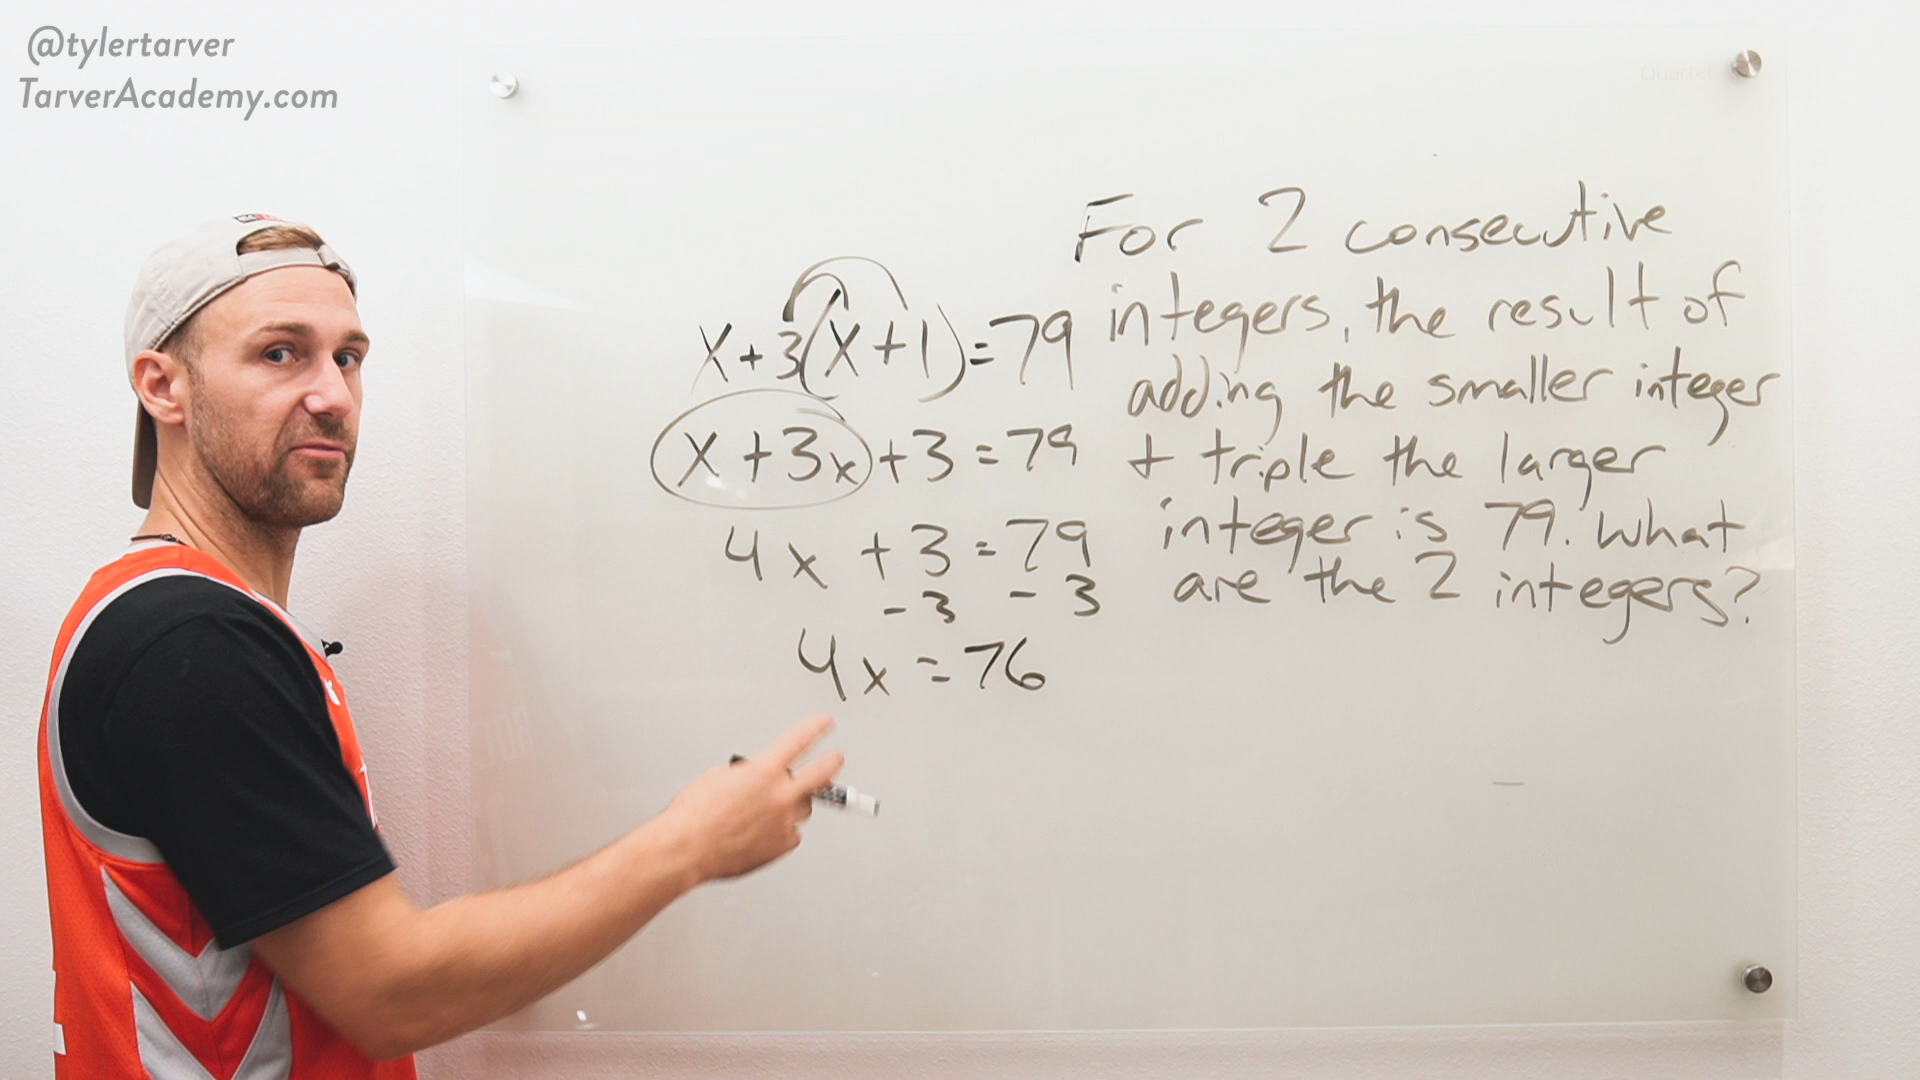 @tylertarver
TarverAcademy.com
x+3(x+1)=79
x+3x+3=79
4x+3=79
-3 -3
4x=76
For 2 consecutive
integers, the result of
adding the smaller integer
+ triple the larger
integer is 79. What
are the 2 integers?